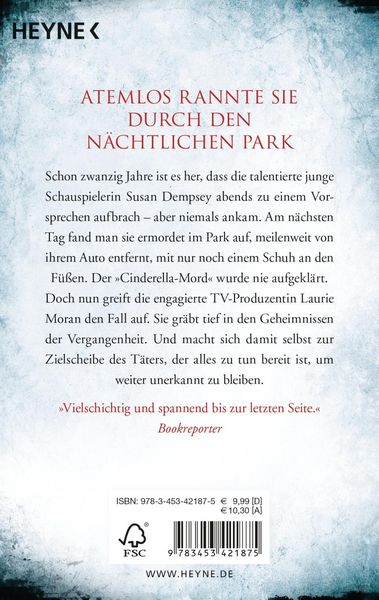 HEYNE
ATEMLOS RANNTE SIE
DURCH DEN
NÄCHTLICHEN PARK
Schon zwanzig Jahre ist es her, dass die talentierte junge
Schauspielerin Susan Dempsey abends zu einem Vor-
sprechen aufbrach – aber niemals ankam. Am nächsten
Tag fand man sie ermordet im Park auf, meilenweit von
ihrem Auto entfernt, mit nur noch einem Schuh an den
Füßen. Der »Cinderella-Mord« wurde nie aufgeklärt.
Doch nun greift die engagierte TV-Produzentin Laurie
Moran den Fall auf. Sie gräbt tief in den Geheimnissen
der Vergangenheit. Und macht sich damit selbst zur
Zielscheibe des Täters, der alles zu tun bereit ist, um
weiter unerkannt zu bleiben.
»Vielschichtig und spannend bis zur letzten Seite.«
Bookreporter
ISBN: 978-3-453-42187-5 € 9,99 [D]
€ 10,30 [A]
FSC
9 783453 421875
WWW.HEYNE.DE